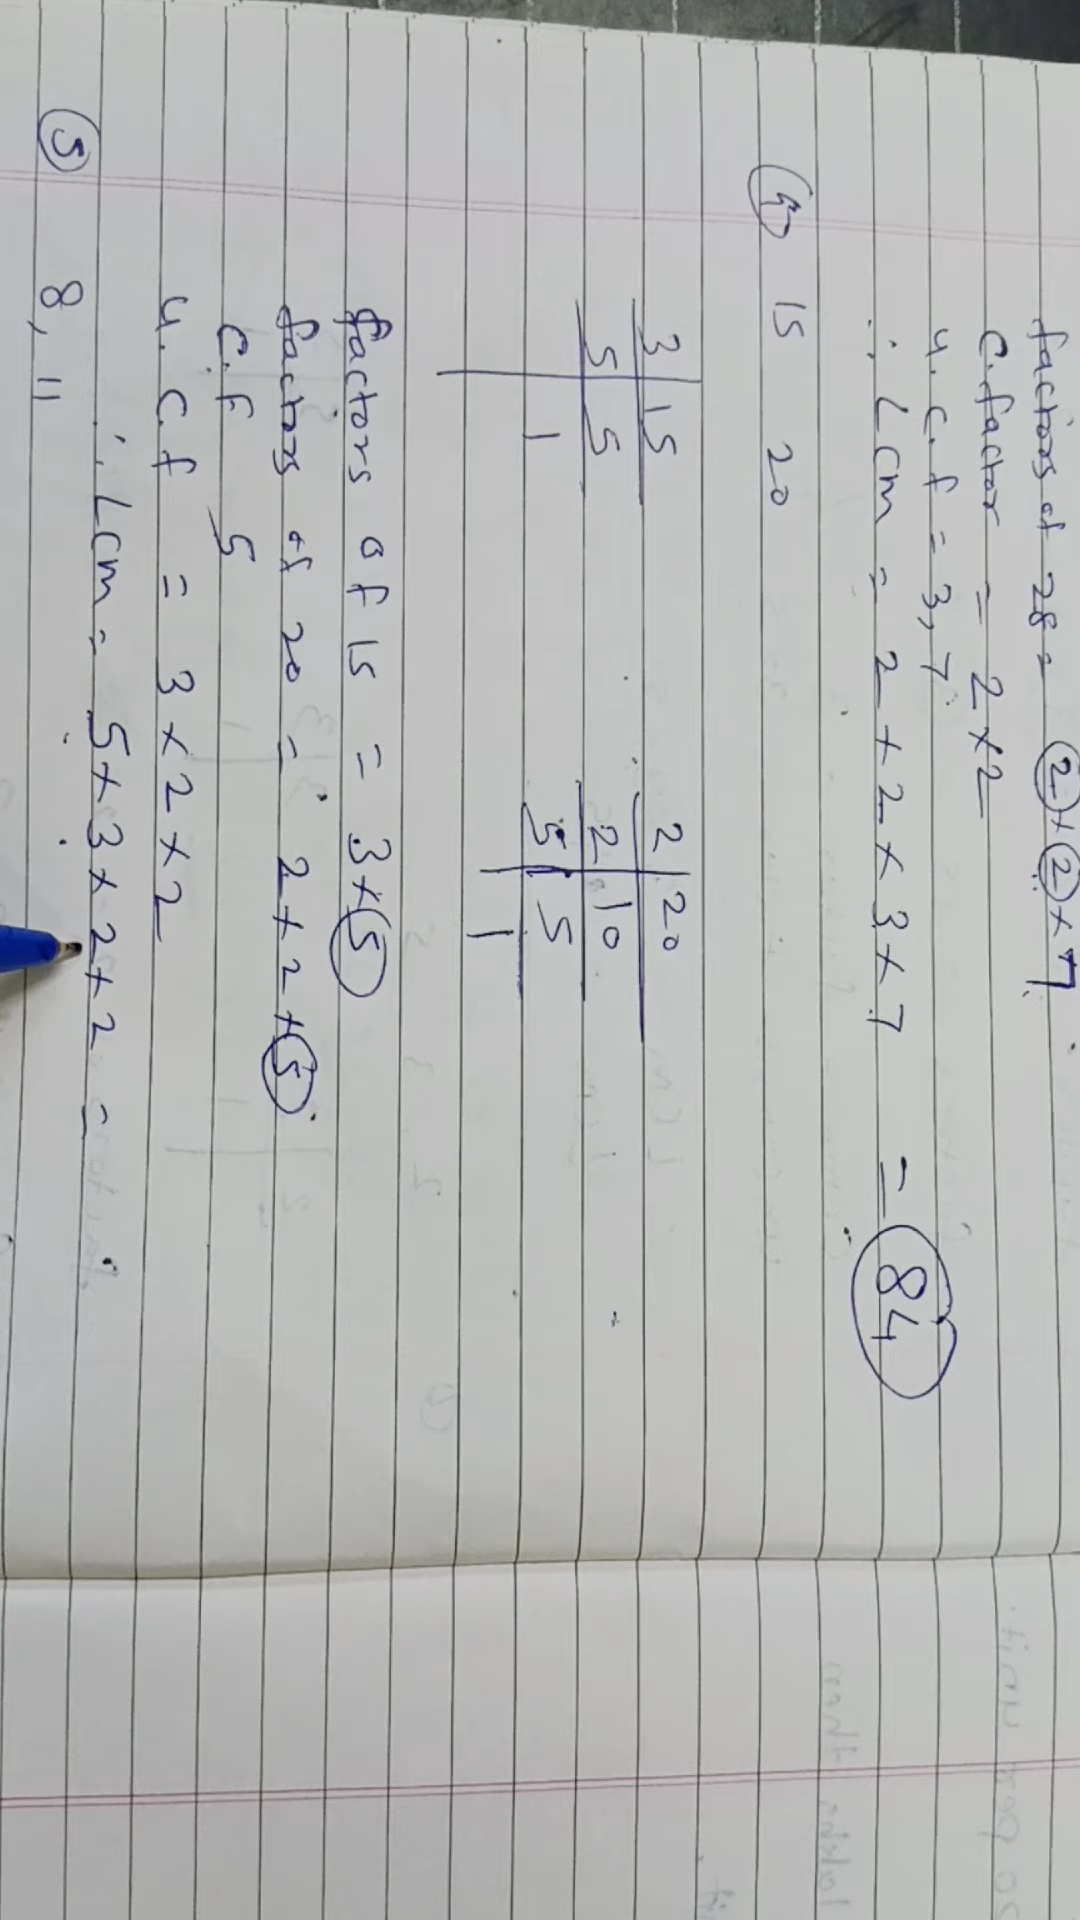 factors of 28 = 2 x 2 x 7
C.factor = 2 x 2
u.c.f = 3, 7
∴ Lcm = 2 x 2 x 3 x 7 = 84
4 15 20
3 15 2 20
5 5 2 10
1 5 5
1
factors of 15 = 3 x 5
factors of 20 = 2 x 2 x 5
C.F 5
u.c.f = 3 x 2 x 2
∴ Lcm = 5 x 3 x 2 x 2 =
5 8, 11